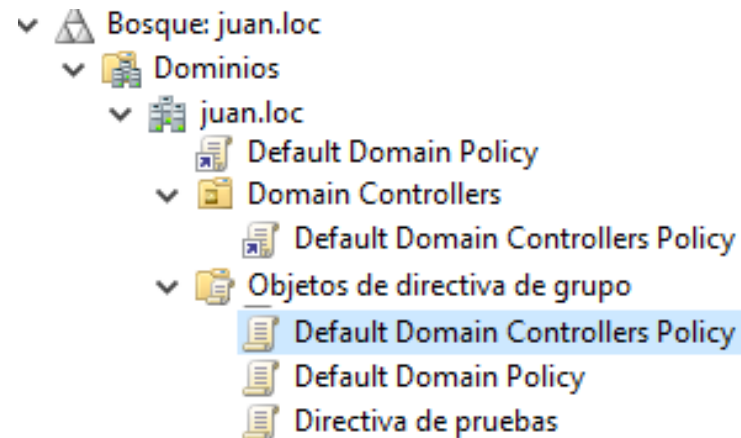 Bosque: juan.loc
Dominios
juan.loc
Default Domain Policy
Domain Controllers
Default Domain Controllers Policy
Objetos de directiva de grupo
Default Domain Controllers Policy
Default Domain Policy
Directiva de pruebas